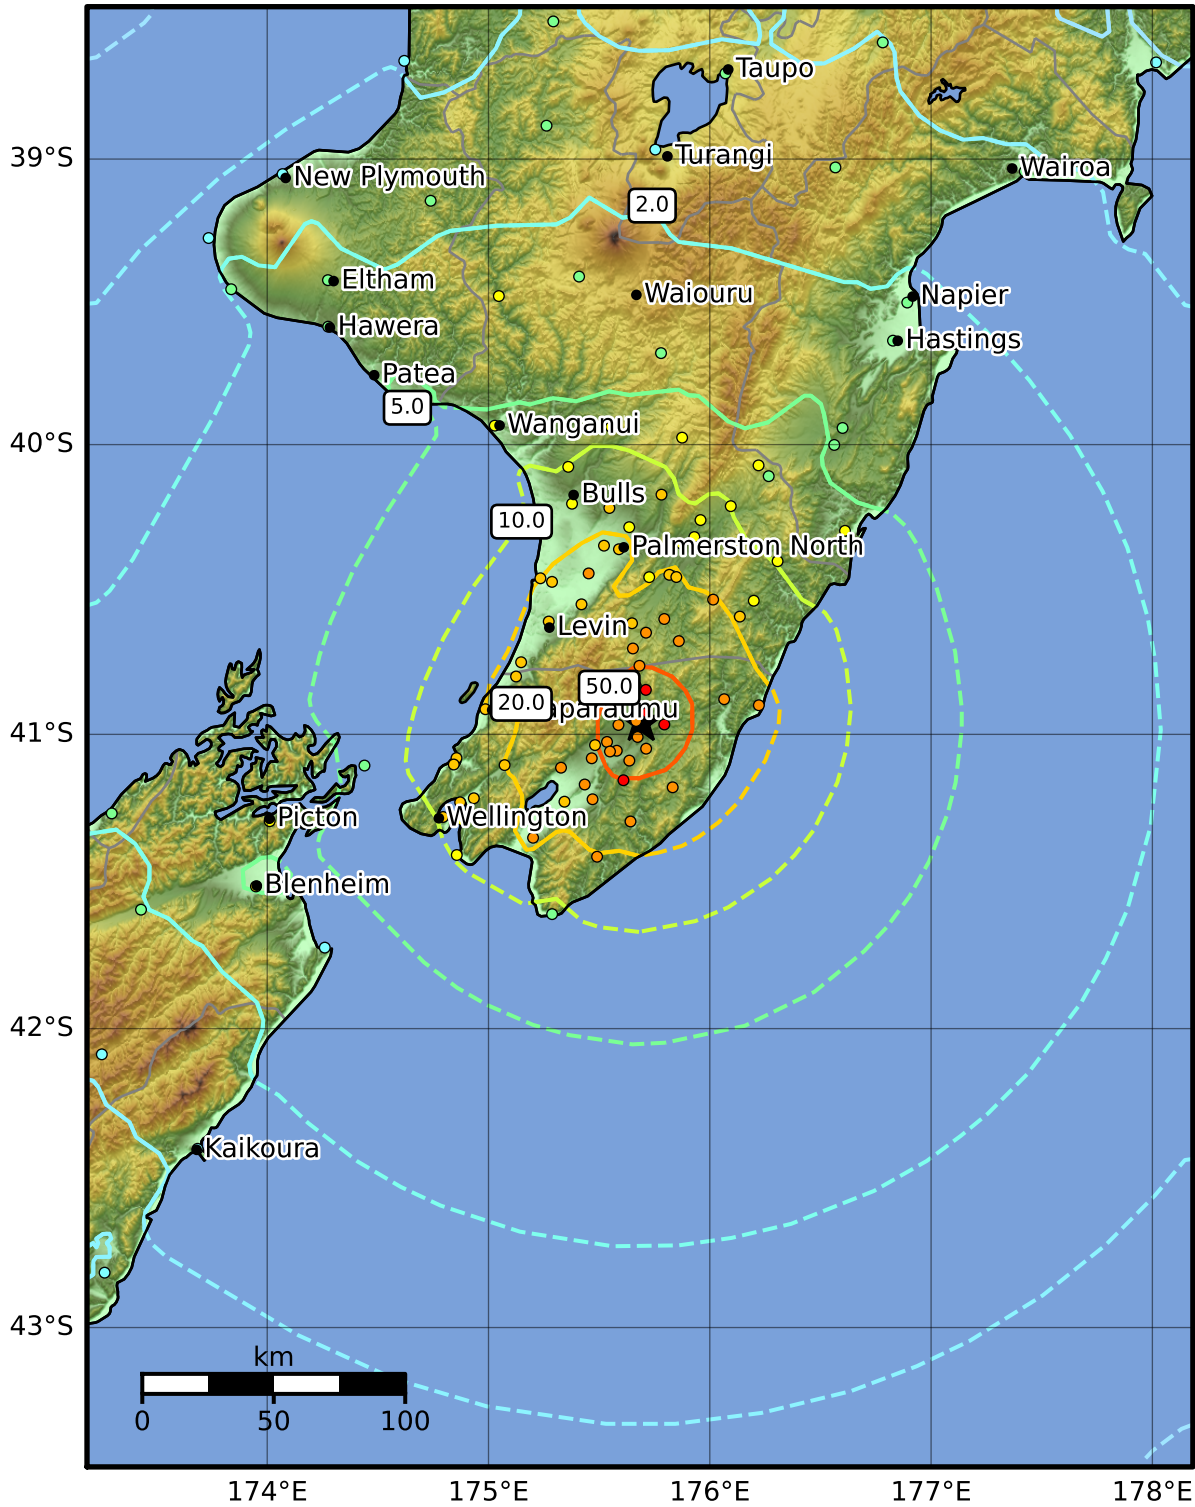 Taupo
Turangi
39°S
Wairoa
New Plymouth
2.0
Eltham
Waiouru
Napier
Hawera
Hastings
Patea
5.0
Wanganui
40°S
Bulls
10.0
Palmerston North
Levin
50.0
20.0
aparaumu
41°S
Picton
Wellington
Blenheim
42°S
Kaikoura
43°S
km
0 50 100
174°E 175°E 176°E 177°E 178°E